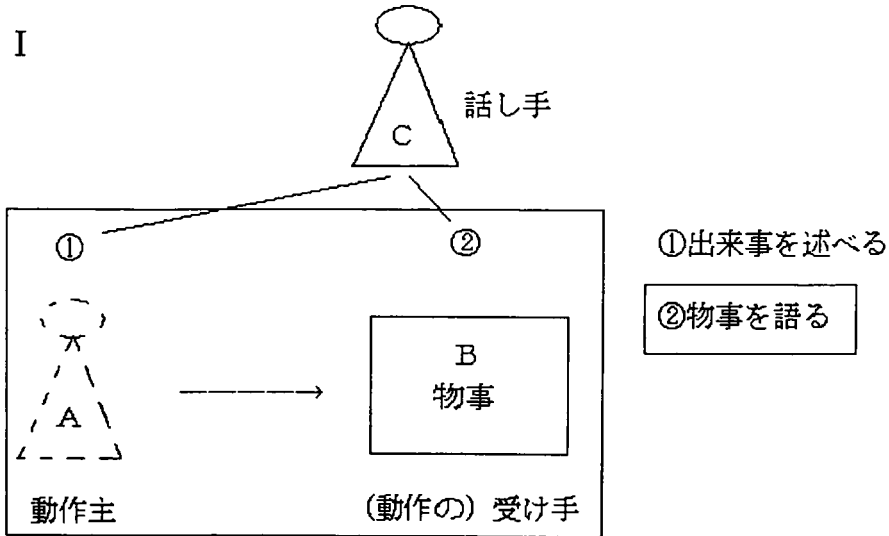 I
話し手
C
①
②
①出来事を述べる
②物事を語る
B
物事
A
動作主
(動作の) 受け手